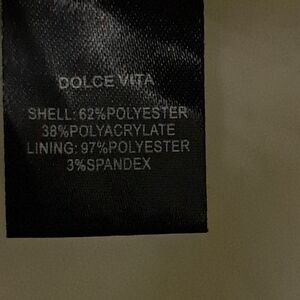 DOLCE VITA
SHELL: 62%POLYESTER
38%POLYACRYLATE
LINING: 97%POLYESTER
3%SPANDEX